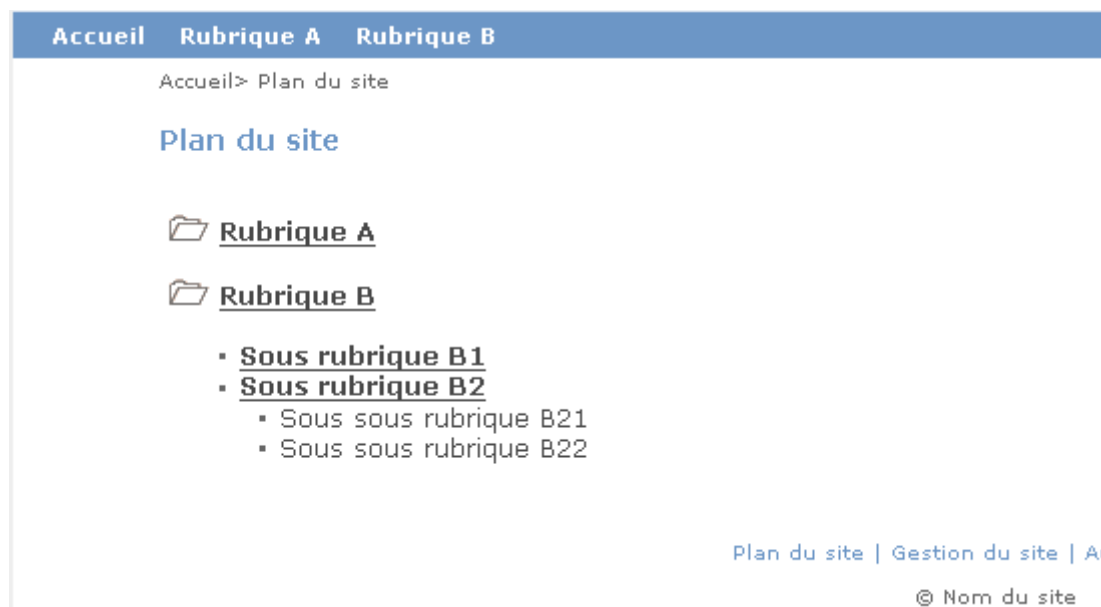 Accueil Rubrique A Rubrique B
Accueil> Plan du site
Plan du site
Rubrique A
Rubrique B
Sous rubrique B1
Sous rubrique B2
Sous sous rubrique B21
Sous sous rubrique B22
Plan du site | Gestion du site |
© Nom du site